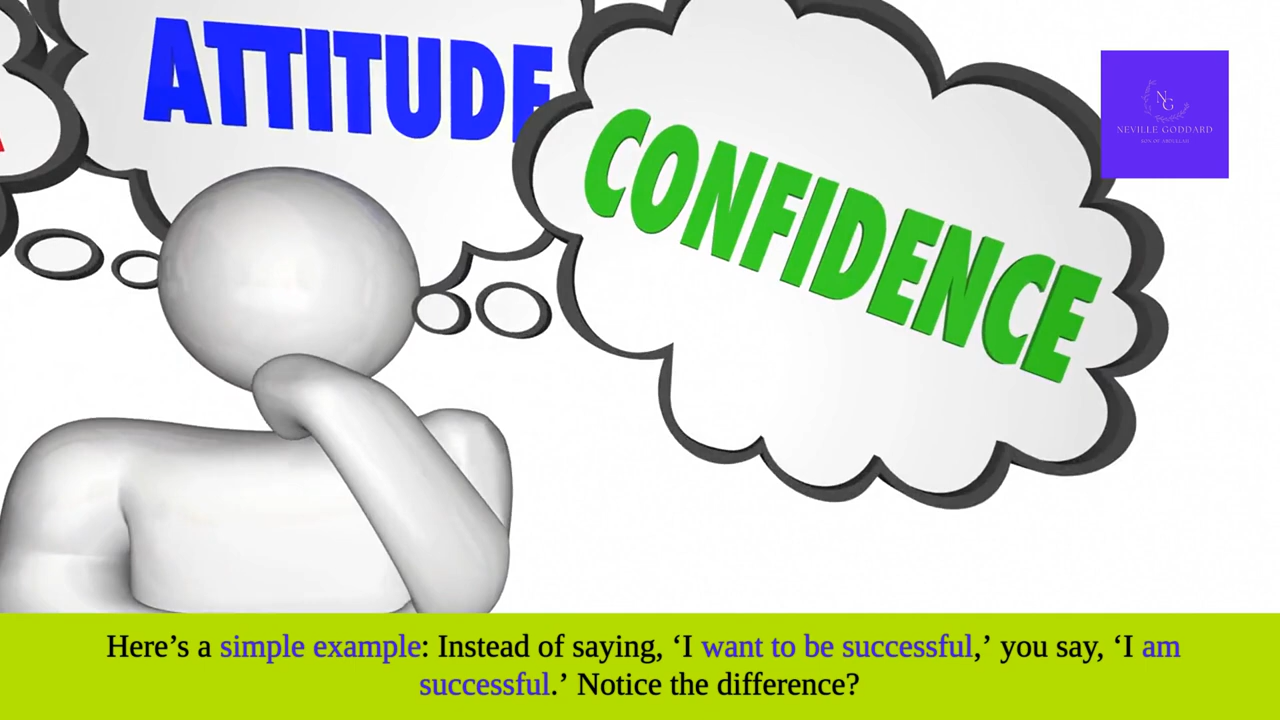 ATTITUDE
CONFIDENCE
NG
NEVILLE GODDARD
Here’s a simple example: Instead of saying, ‘I want to be successful,’ you say, ‘I am
successful.’ Notice the difference?